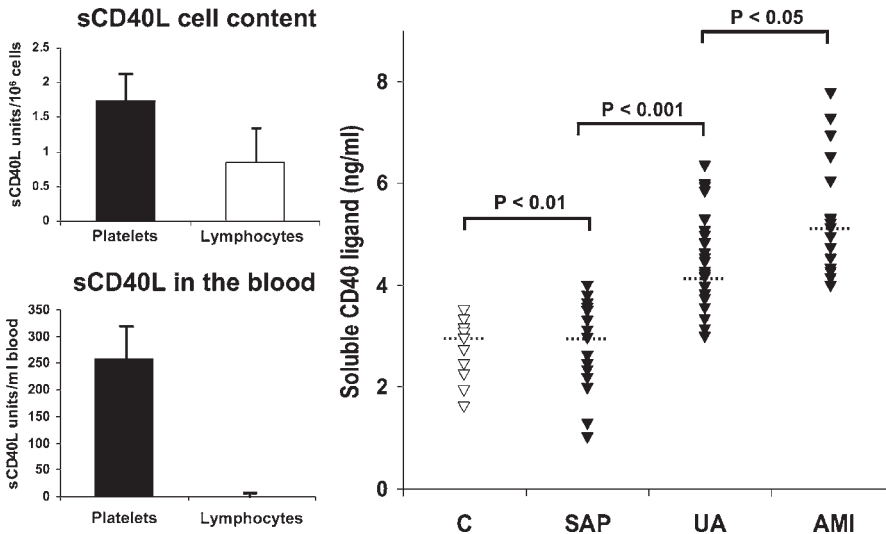 sCD40L cell content
sCD40L units/10⁶ cells
2.5
2
1.5
1
0.5
0
Platelets
Lymphocytes
sCD40L in the blood
sCD40L units/ml blood
350
300
250
200
150
100
50
0
Platelets
Lymphocytes
Soluble CD40 ligand (ng/ml)
8
6
4
2
0
P < 0.01
P < 0.001
P < 0.05
C
SAP
UA
AMI